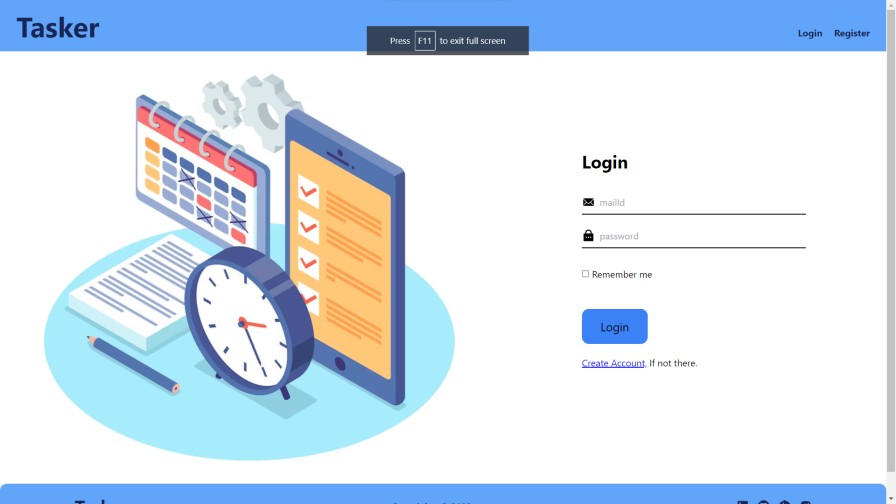 Tasker
Press F11 to exit full screen
Login Register
Login
mailId
password
Remember me
Login
Create Account, If not there.